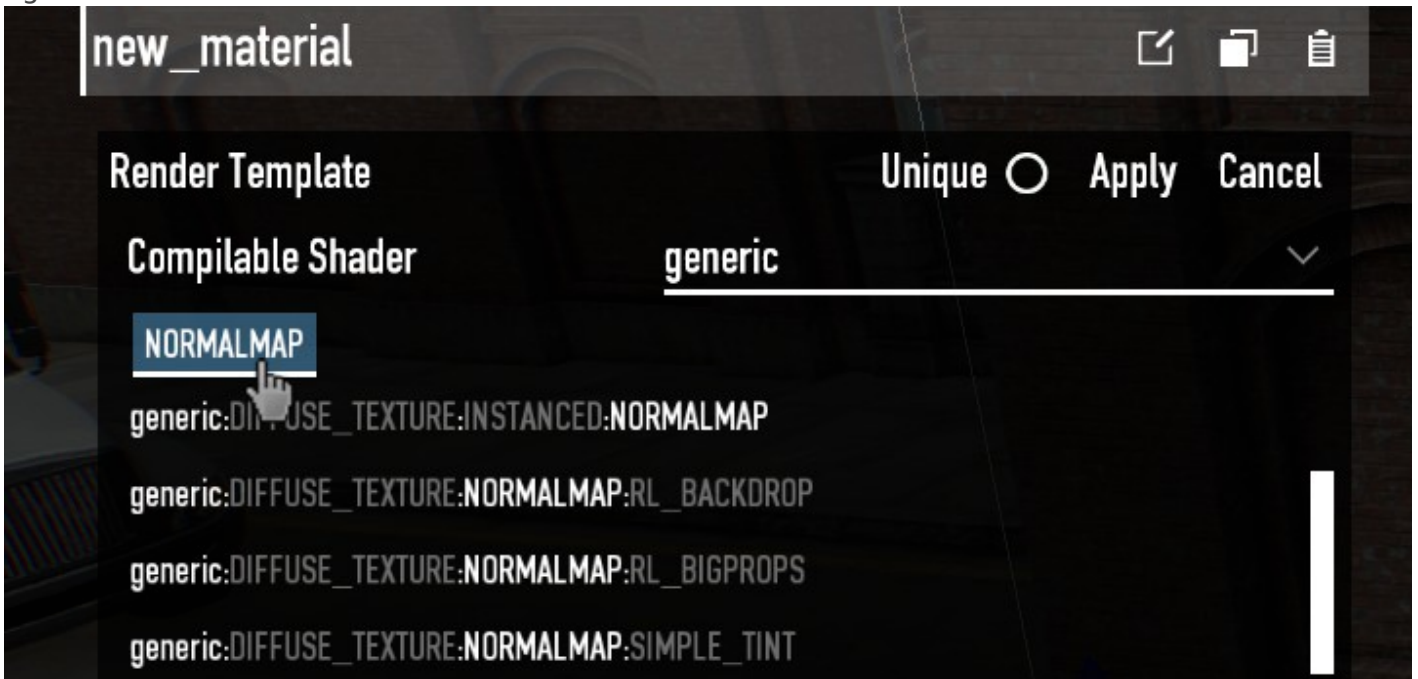 new_material
Render Template Unique Apply Cancel
Compilable Shader generic
NORMALMAP
generic:DIFFUSE_TEXTURE:INSTANCED:NORMALMAP
generic:DIFFUSE_TEXTURE:NORMALMAP:RL_BACKDROP
generic:DIFFUSE_TEXTURE:NORMALMAP:RL_BIGPROPS
generic:DIFFUSE_TEXTURE:NORMALMAP:SIMPLE_TINT